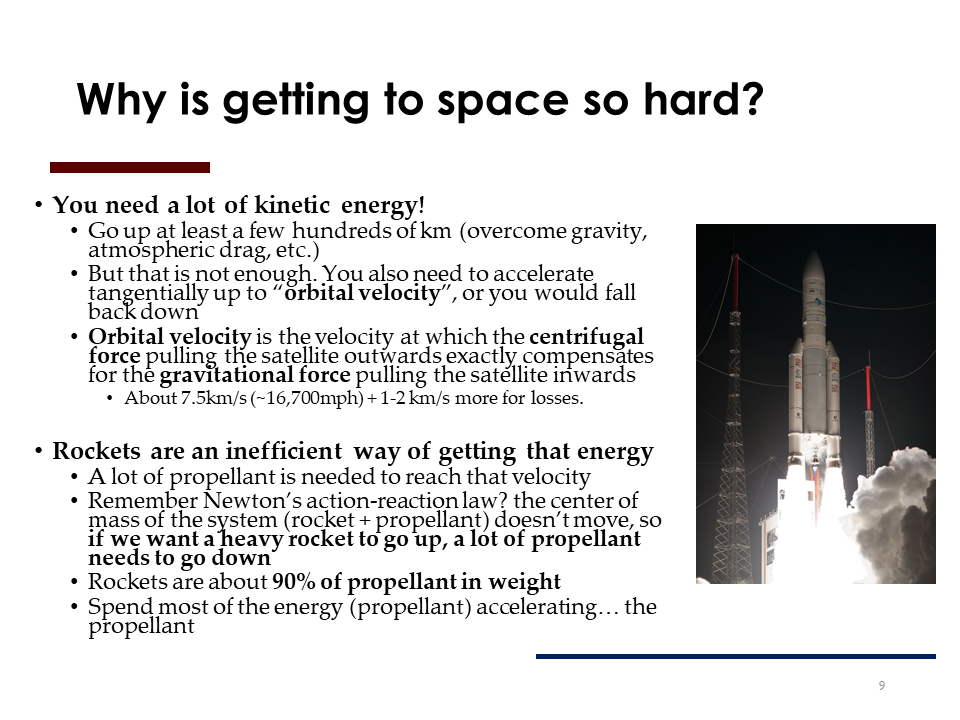 Why is getting to space so hard?
• You need a lot of kinetic energy!
• Go up at least a few hundreds of km (overcome gravity,
atmospheric drag, etc.)
• But that is not enough. You also need to accelerate
tangentially up to “orbital velocity”, or you would fall
back down
• Orbital velocity is the velocity at which the centrifugal
force pulling the satellite outwards exactly compensates
for the gravitational force pulling the satellite inwards
• About 7.5km/s (~16,700mph) + 1-2 km/s more for losses.
• Rockets are an inefficient way of getting that energy
• A lot of propellant is needed to reach that velocity
• Remember Newton’s action-reaction law? the center of
mass of the system (rocket + propellant) doesn’t move, so
if we want a heavy rocket to go up, a lot of propellant
needs to go down
• Rockets are about 90% of propellant in weight
• Spend most of the energy (propellant) accelerating… the
propellant
9